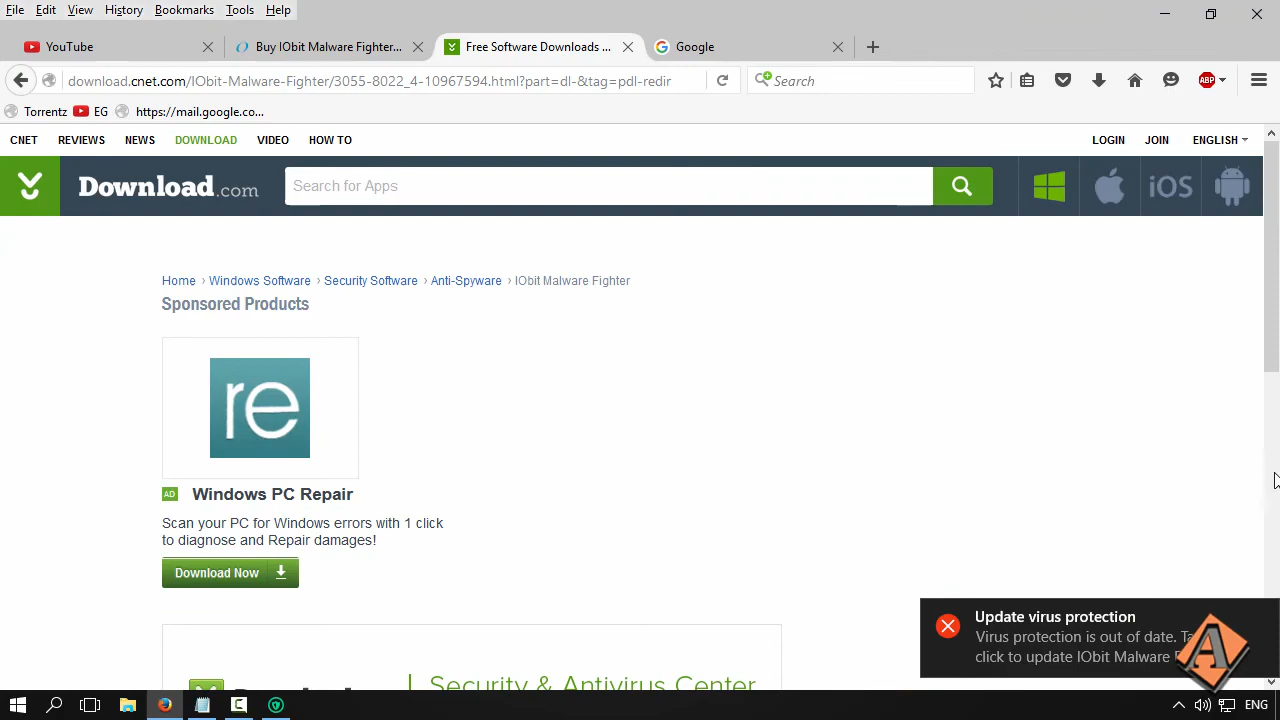 File Edit View History Bookmarks Tools Help
YouTube
Buy IObit Malware Fighter...
Free Software Downloads ...
Google
download.cnet.com/IObit-Malware-Fighter/3055-8022_4-10967594.html?part=dl-&tag=pdl-redir
Search
ABP
Torrentz EG https://mail.google.co...
CNET REVIEWS NEWS DOWNLOAD VIDEO HOW TO LOGIN JOIN ENGLISH
Download.com
Search for Apps
iOS
Home › Windows Software › Security Software › Anti-Spyware › IObit Malware Fighter
Sponsored Products
re
AD Windows PC Repair
Scan your PC for Windows errors with 1 click
to diagnose and Repair damages!
Download Now
Update virus protection
Virus protection is out of date.
click to update IObit Malware
Security & Antivirus Center
ENG